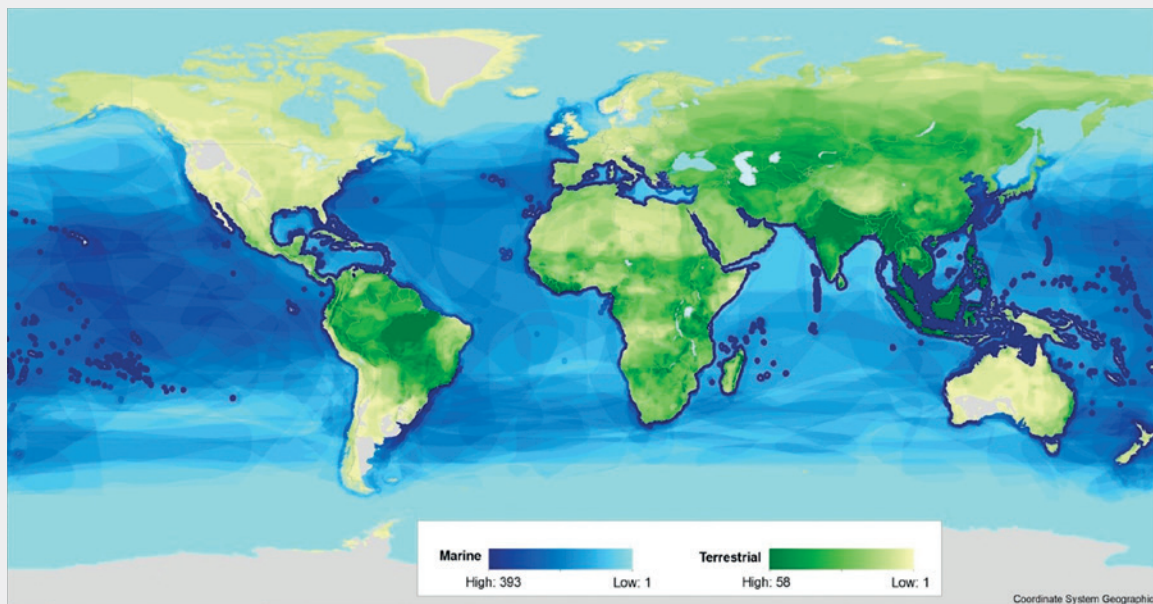 Marine
High: 393
Low: 1
Terrestrial
High: 58
Low: 1
Coordinate System Geographic